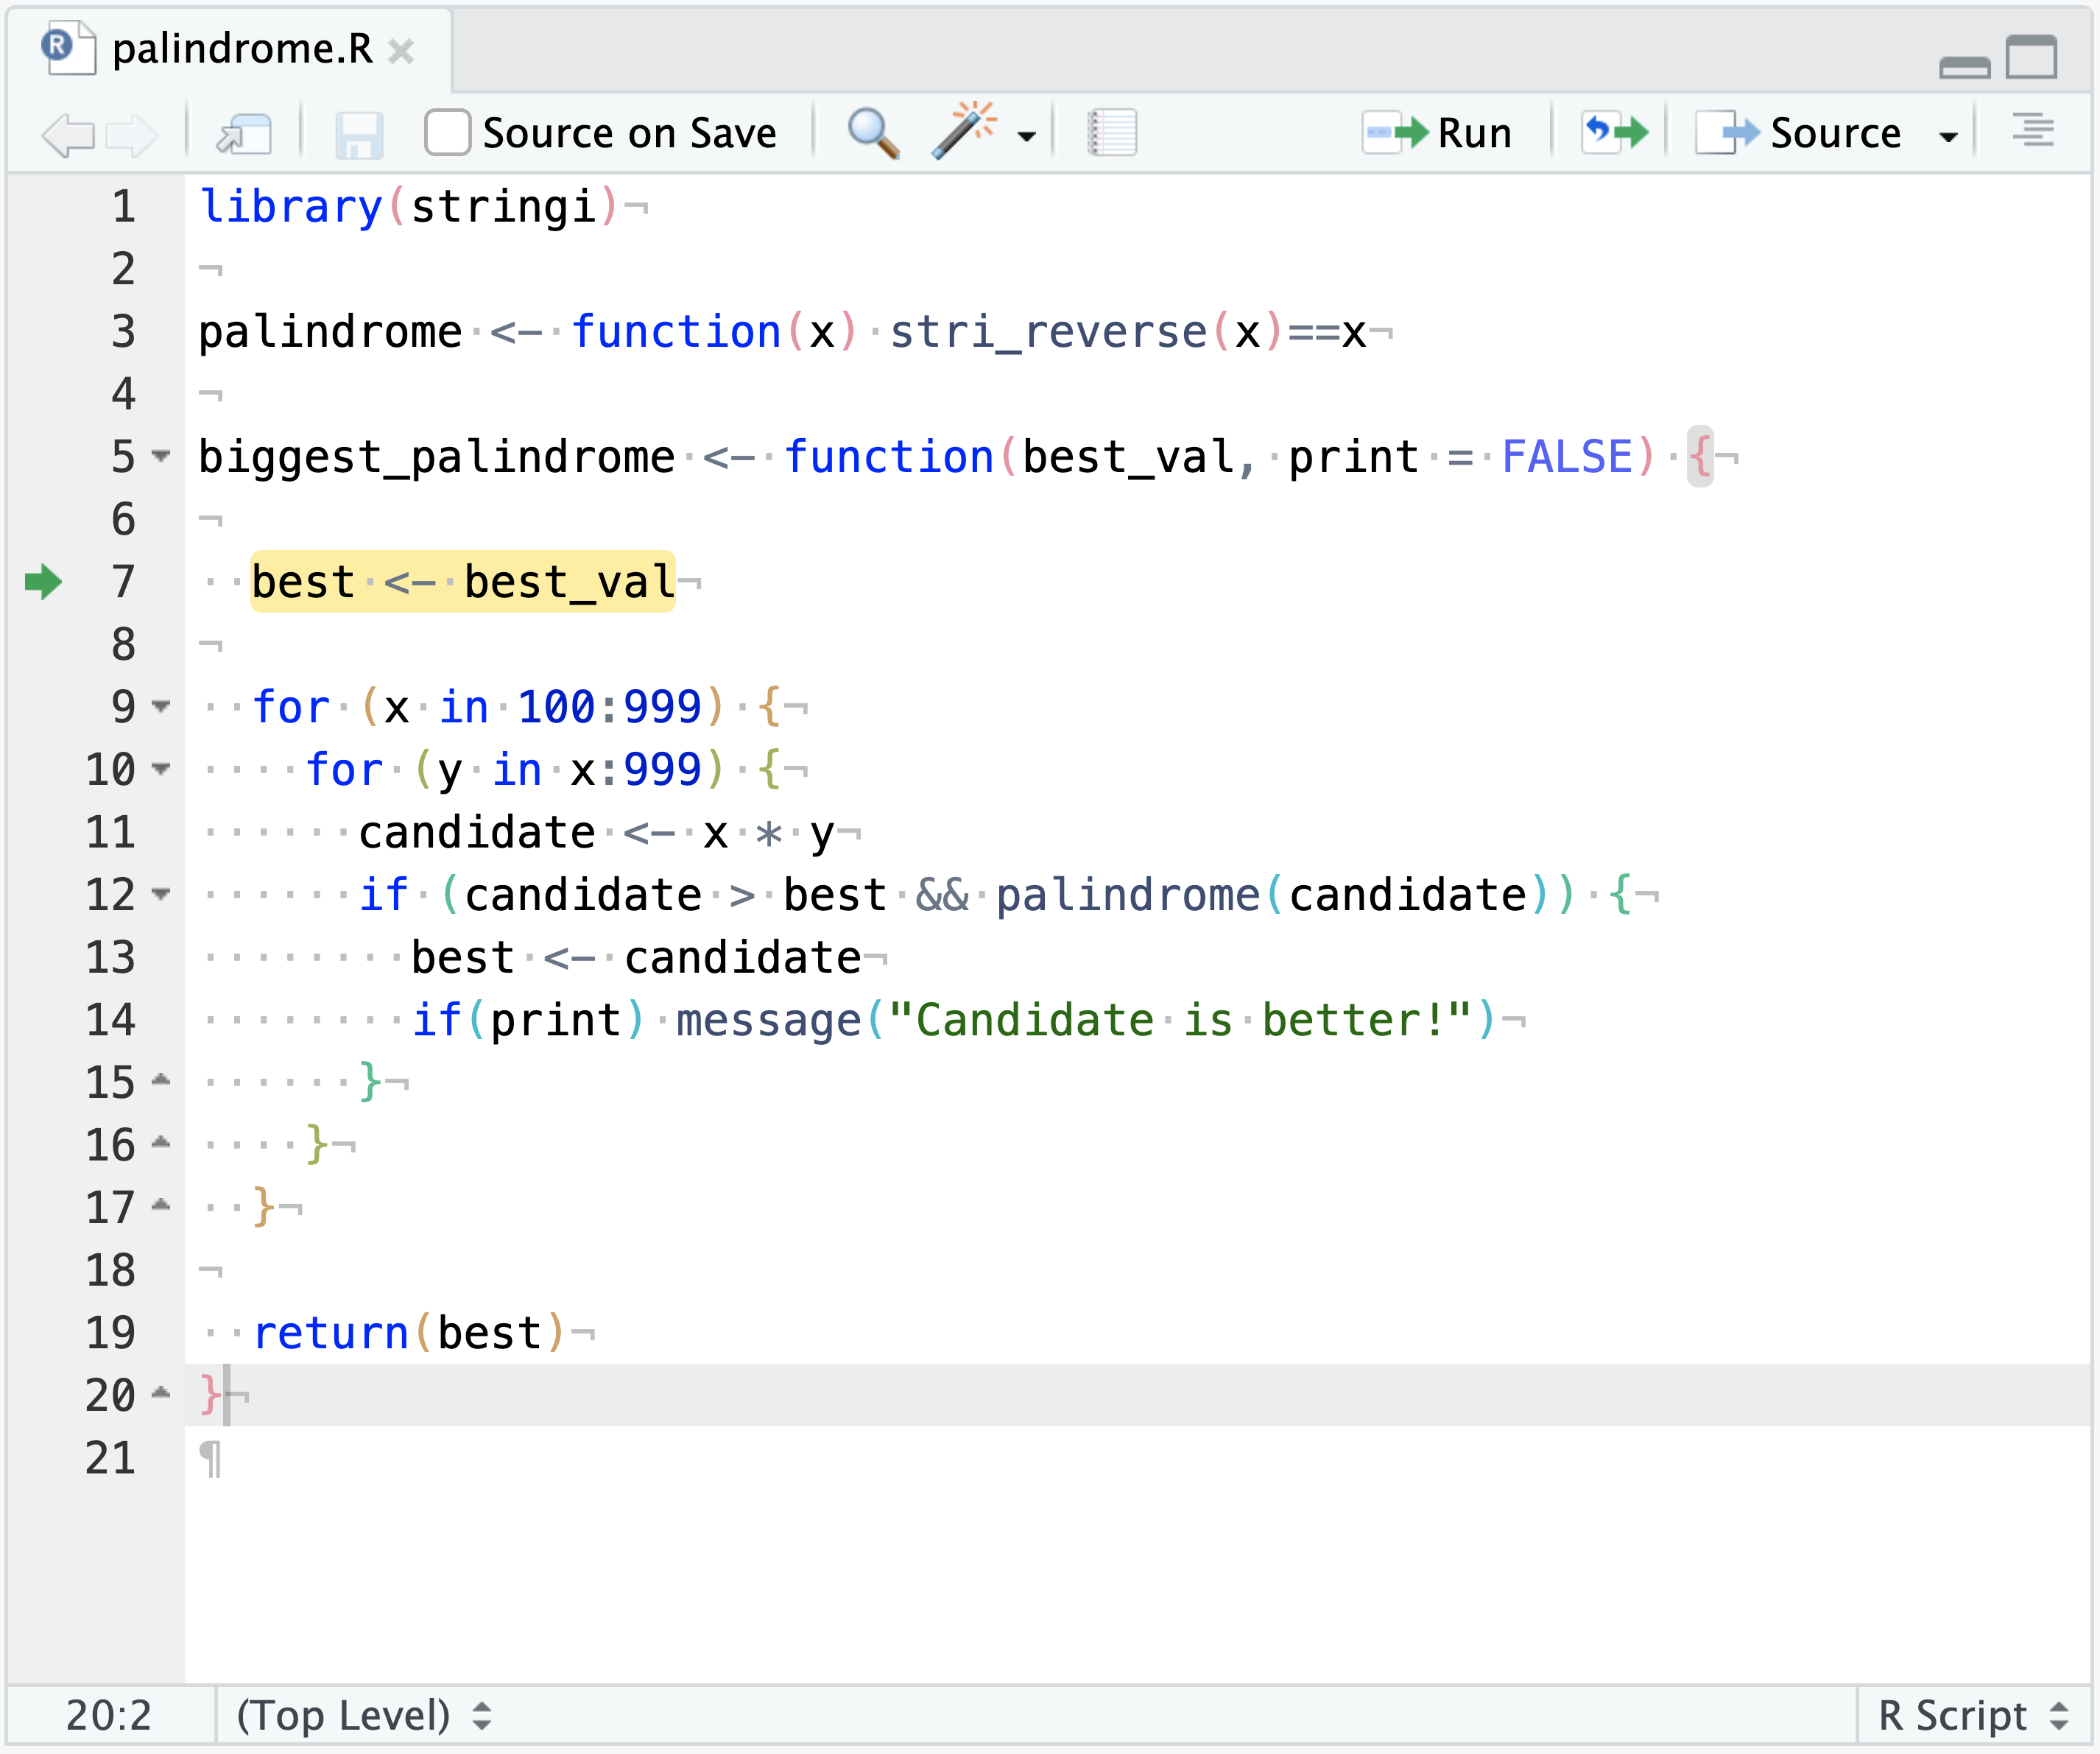 palindrome.R
Source on Save Run Source
1 library(stringi)
2
3 palindrome <- function(x) stri_reverse(x)==x
4
5 biggest_palindrome <- function(best_val, print = FALSE) {
6
7   best <- best_val
8
9   for (x in 100:999) {
10     for (y in x:999) {
11       candidate <- x * y
12       if (candidate > best && palindrome(candidate)) {
13         best <- candidate
14         if(print) message("Candidate is better!")
15       }
16     }
17   }
18
19   return(best)
20 }
21
20:2 (Top Level) R Script